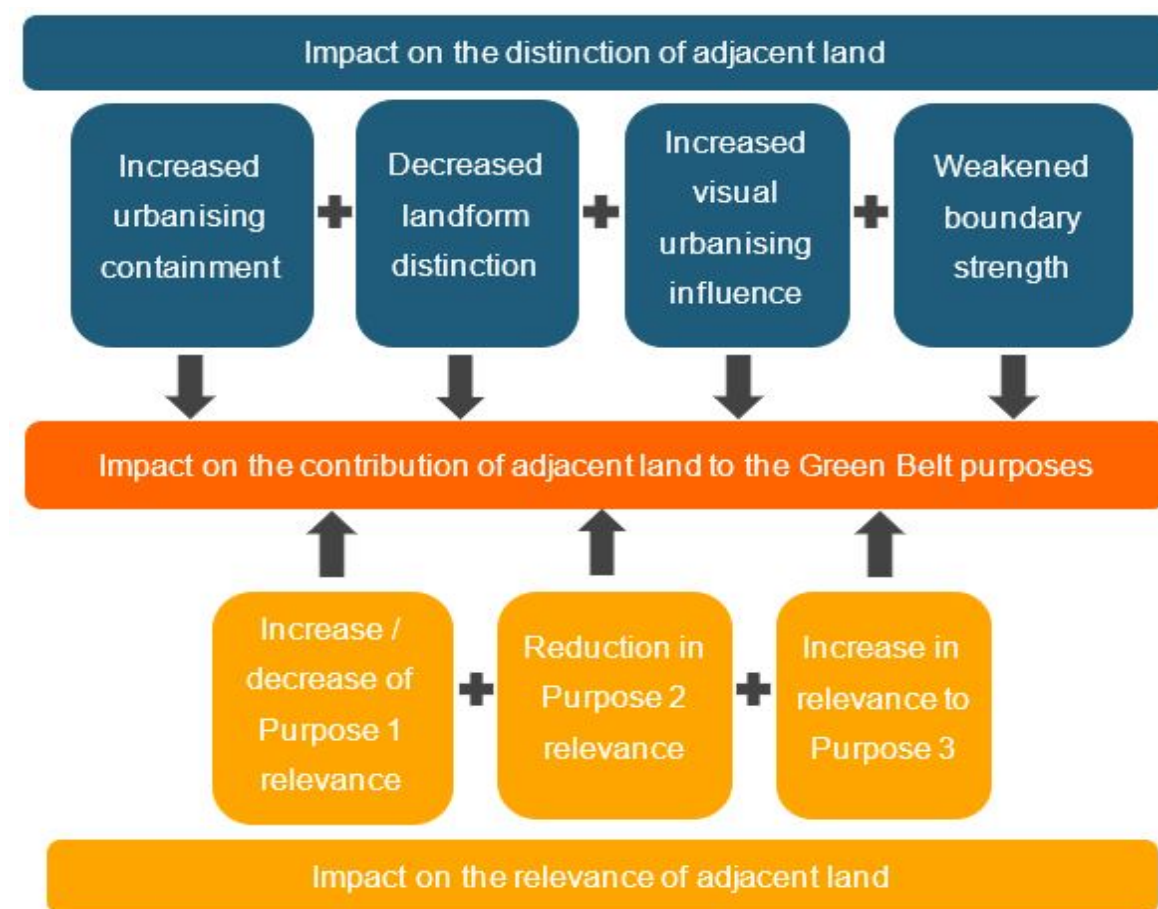 Impact on the distinction of adjacent land
Increased
urbanising
containment
Decreased
landform
distinction
Increased
visual
urbanising
influence
Weakened
boundary
strength
Impact on the contribution of adjacent land to the Green Belt purposes
Increase /
decrease of
Purpose 1
relevance
Reduction in
Purpose 2
relevance
Increase in
relevance to
Purpose 3
Impact on the relevance of adjacent land